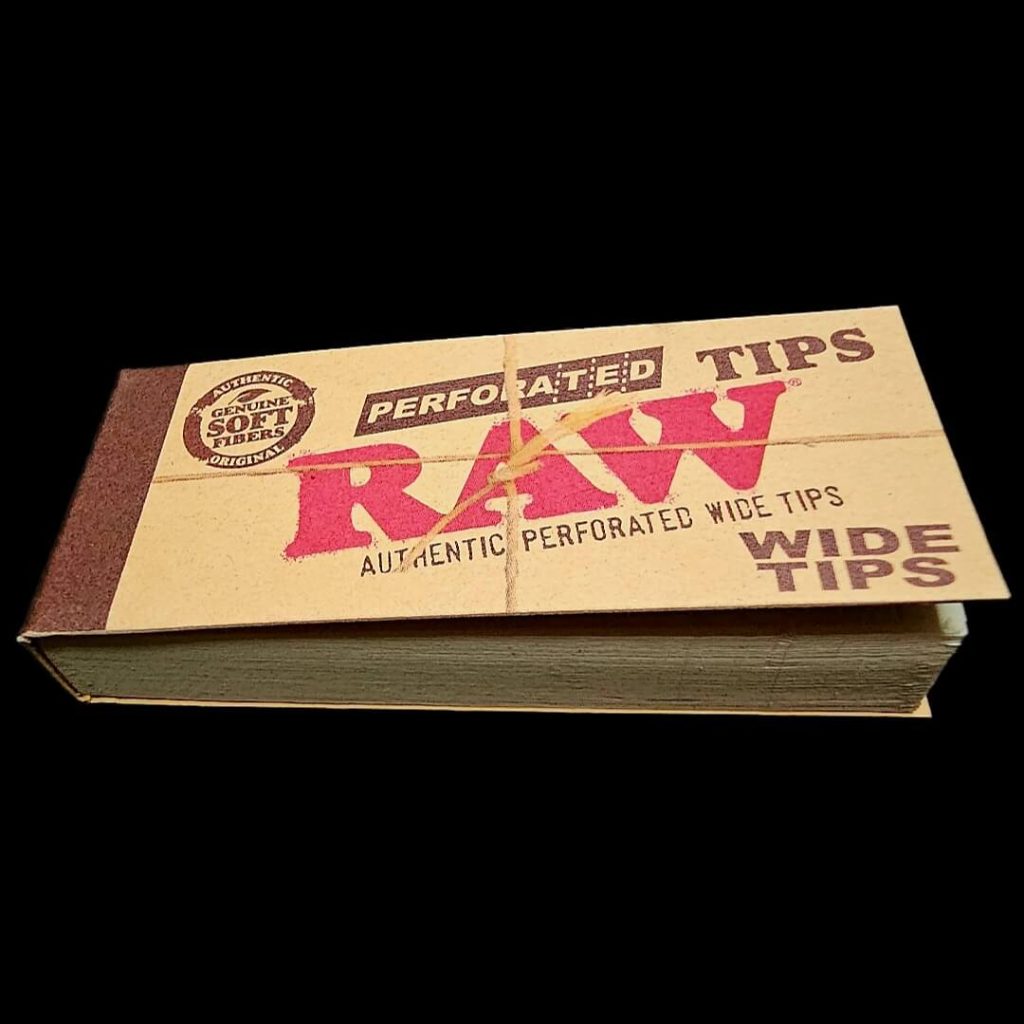 AUTHENTIC
GENUINE
SOFT
FIBERS
ORIGINAL
PERFORATED
TIPS
RAW®
AUTHENTIC PERFORATED WIDE TIPS
WIDE
TIPS